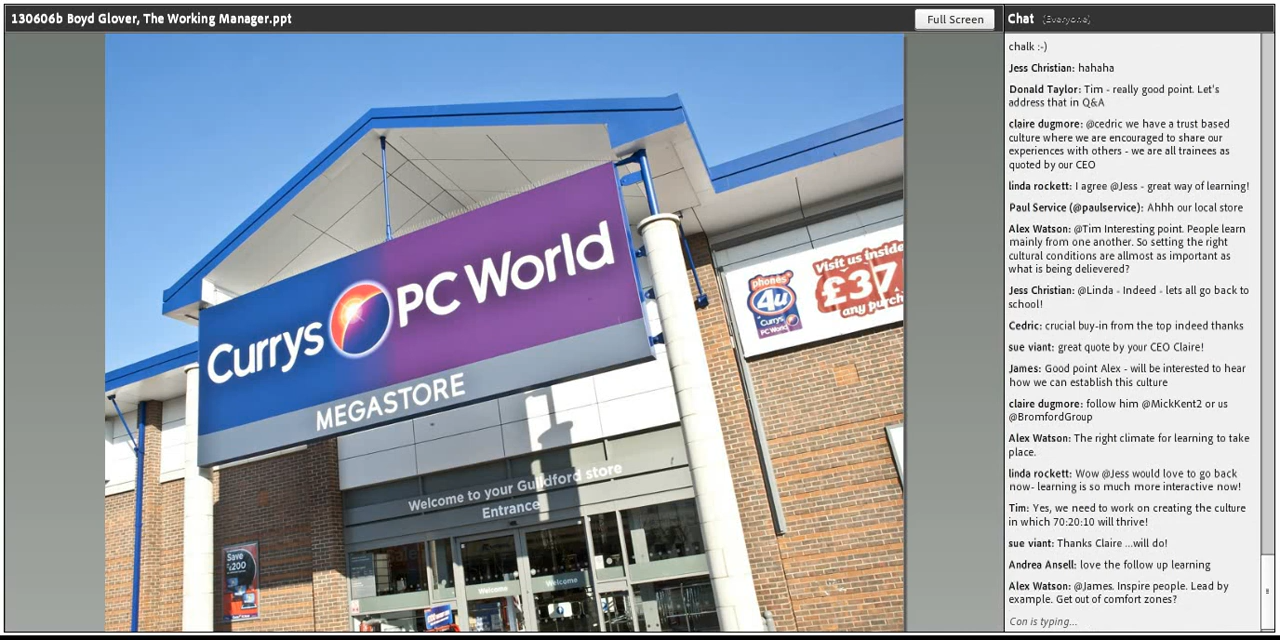 130606b Boyd Glover, The Working Manager.ppt
Full Screen
Currys PC World
MEGASTORE
Visit us inside
£37
any purch
phones
4u
Currys
PC World
Welcome to your Guildford store
Entrance
Save
£200
Welcome
Welcome
Chat (Everyone)
chalk :-)
Jess Christian: hahaha
Donald Taylor: Tim - really good point. Let's
address that in Q&A
claire dugmore: @cedric we have a trust based
culture where we are encouraged to share our
experiences with others - we are all trainees as
quoted by our CEO
linda rockett: I agree @Jess - great way of learning!
Paul Service (@paulservice): Ahhh our local store
Alex Watson: @Tim Interesting point. People learn
mainly from one another. So setting the right
cultural conditions are allmost as important as
what is being delievered?
Jess Christian: @Linda - Indeed - lets all go back to
school!
Cedric: crucial buy-in from the top indeed thanks
sue viant: great quote by your CEO Claire!
James: Good point Alex - will be interested to hear
how we can establish this culture
claire dugmore: follow him @MickKent2 or us
@BromfordGroup
Alex Watson: The right climate for learning to take
place.
linda rockett: Wow @Jess would love to go back
now- learning is so much more interactive now!
Tim: Yes, we need to work on creating the culture
in which 70:20:10 will thrive!
sue viant: Thanks Claire ...will do!
Andrea Ansell: love the follow up learning
Alex Watson: @James. Inspire people. Lead by
example. Get out of comfort zones?
Con is typing...